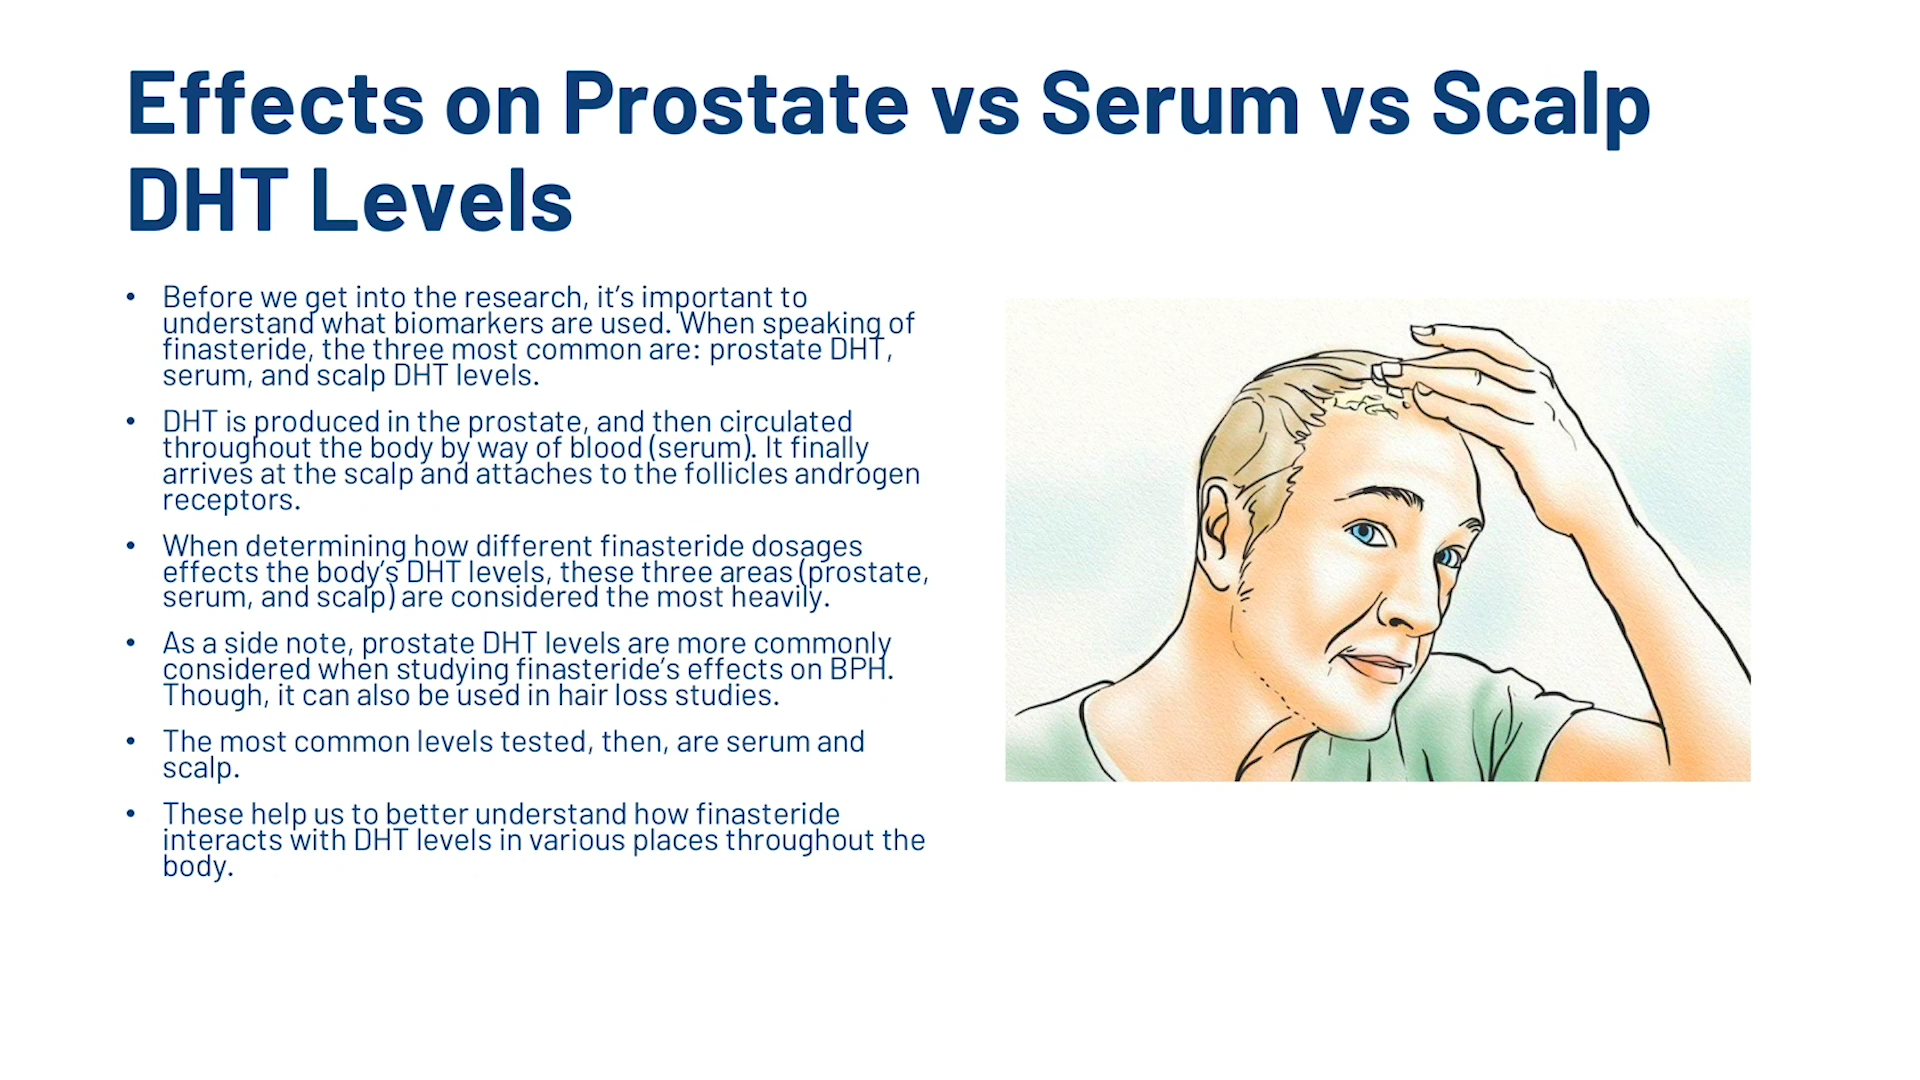 Effects on Prostate vs Serum vs Scalp
DHT Levels
• Before we get into the research, it's important to
understand what biomarkers are used. When speaking of
finasteride, the three most common are: prostate DHT,
serum, and scalp DHT levels.
• DHT is produced in the prostate, and then circulated
throughout the body by way of blood (serum). It finally
arrives at the scalp and attaches to the follicles androgen
receptors.
• When determining how different finasteride dosages
effects the body's DHT levels, these three areas (prostate,
serum, and scalp) are considered the most heavily.
• As a side note, prostate DHT levels are more commonly
considered when studying finasteride's effects on BPH.
Though, it can also be used in hair loss studies.
• The most common levels tested, then, are serum and
scalp.
• These help us to better understand how finasteride
interacts with DHT levels in various places throughout the
body.